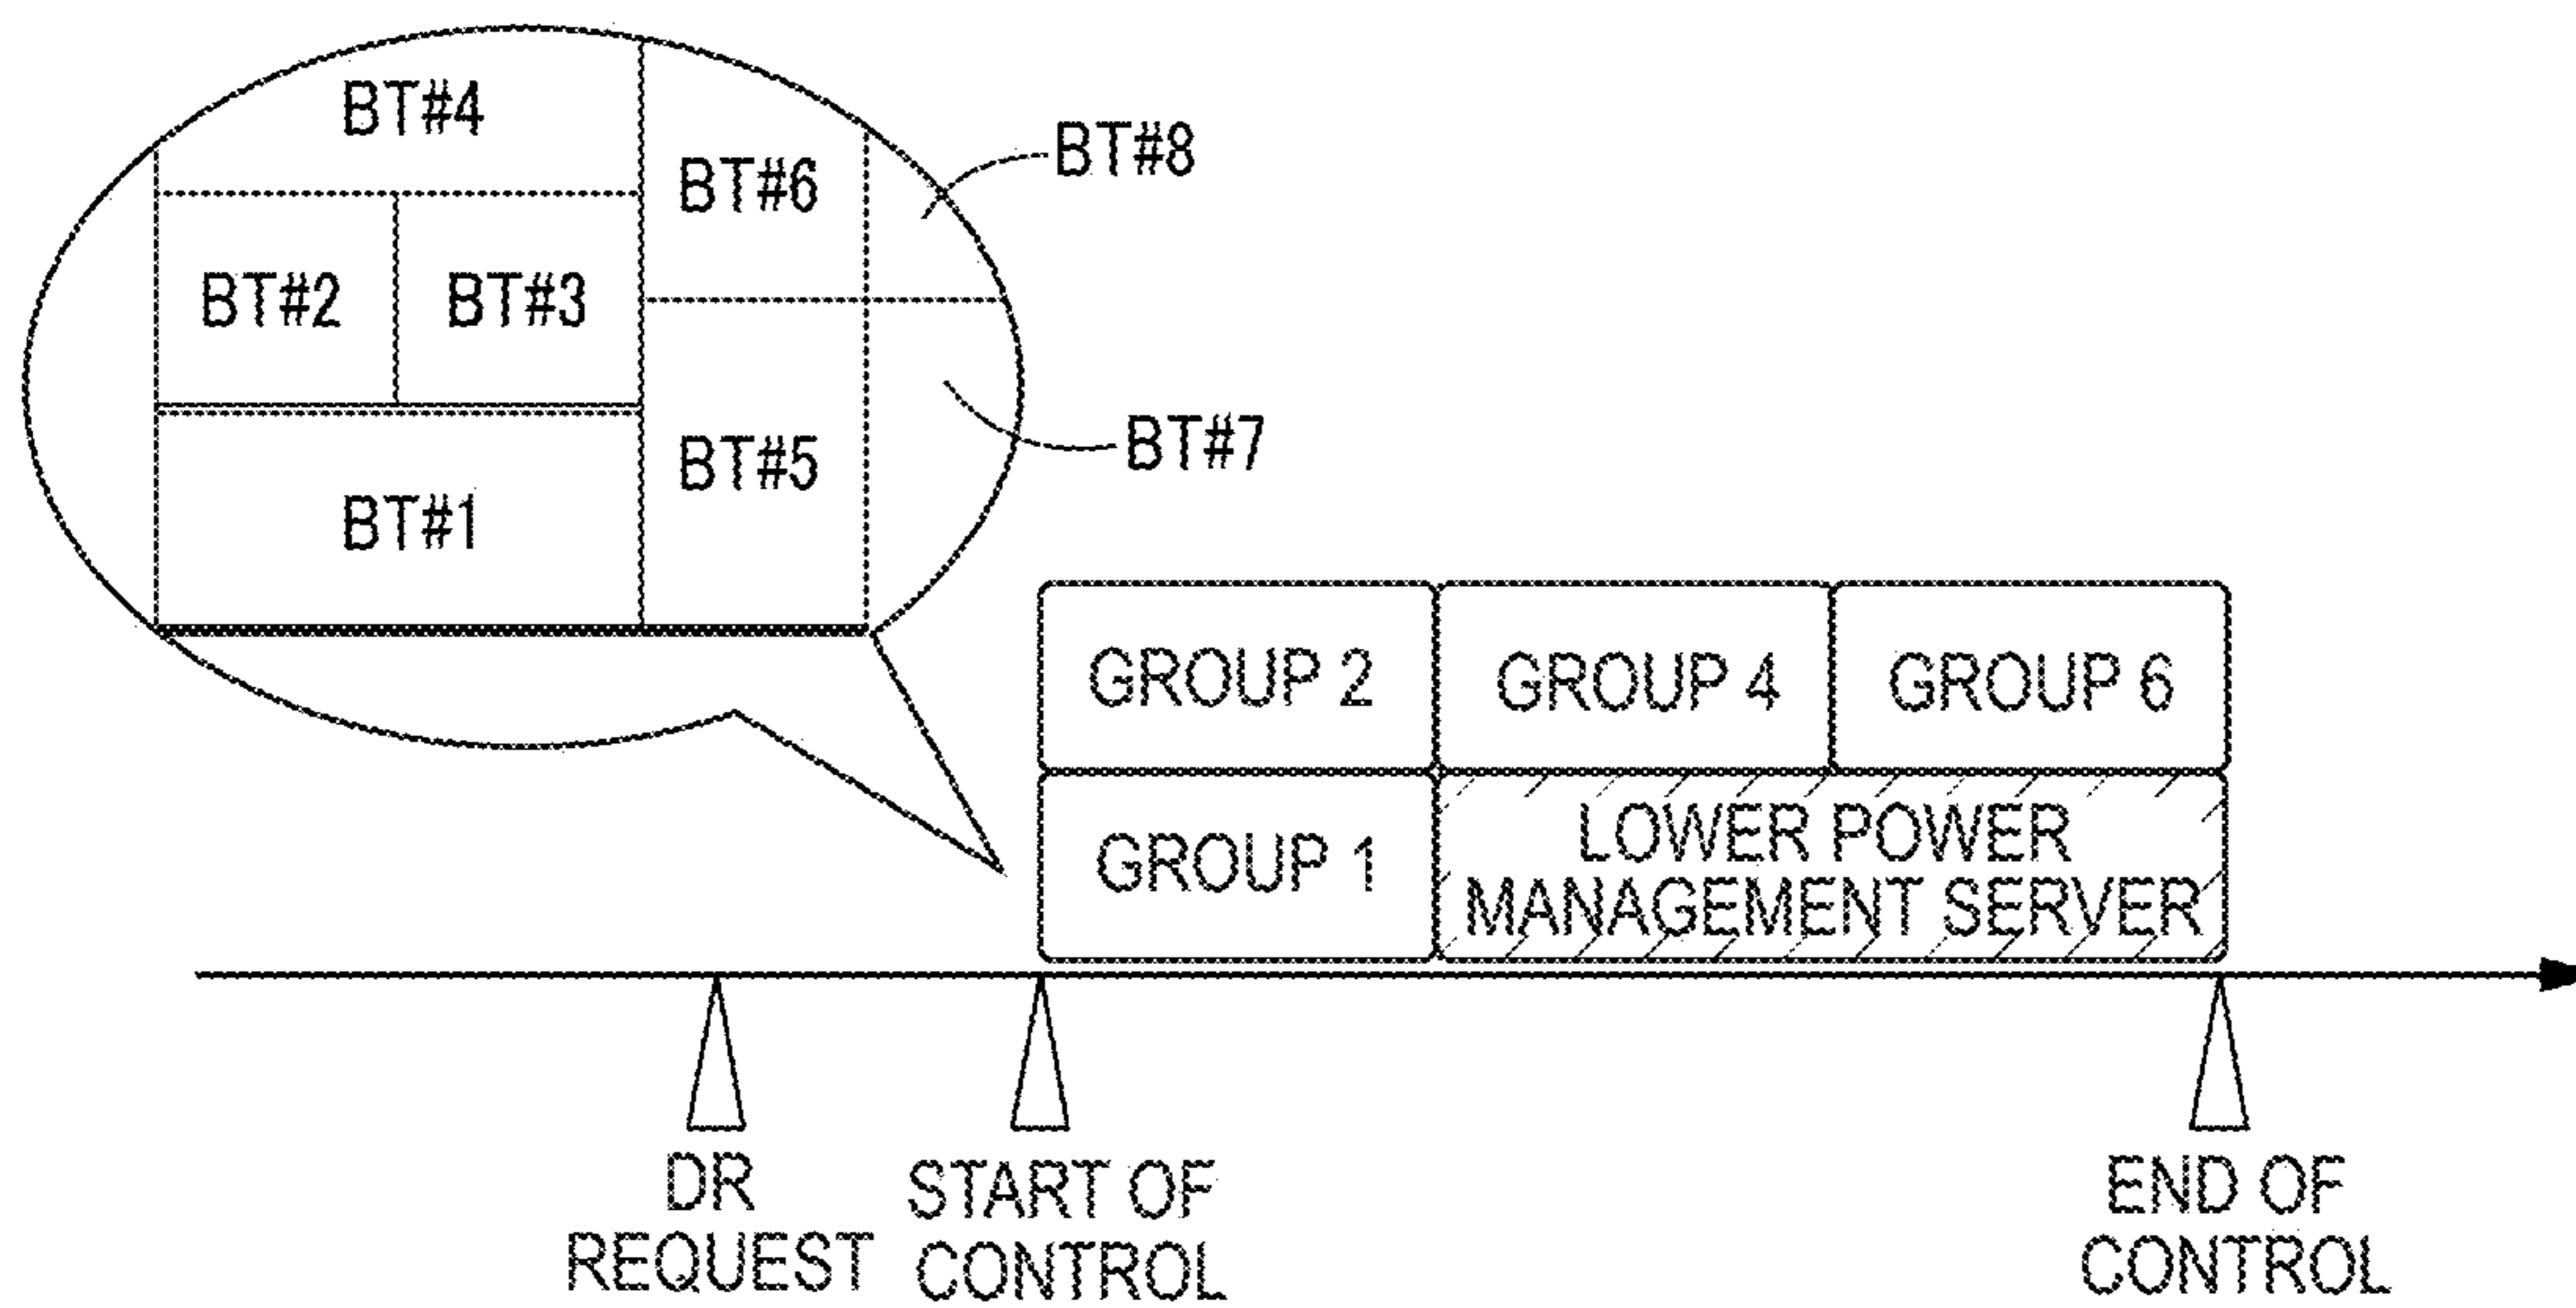 BT#4
BT#6
BT#8
BT#2
BT#3
BT#7
BT#5
BT#1
GROUP 2
GROUP 4
GROUP 6
GROUP 1
LOWER POWER
MANAGEMENT SERVER
DR
REQUEST
START OF
CONTROL
END OF
CONTROL